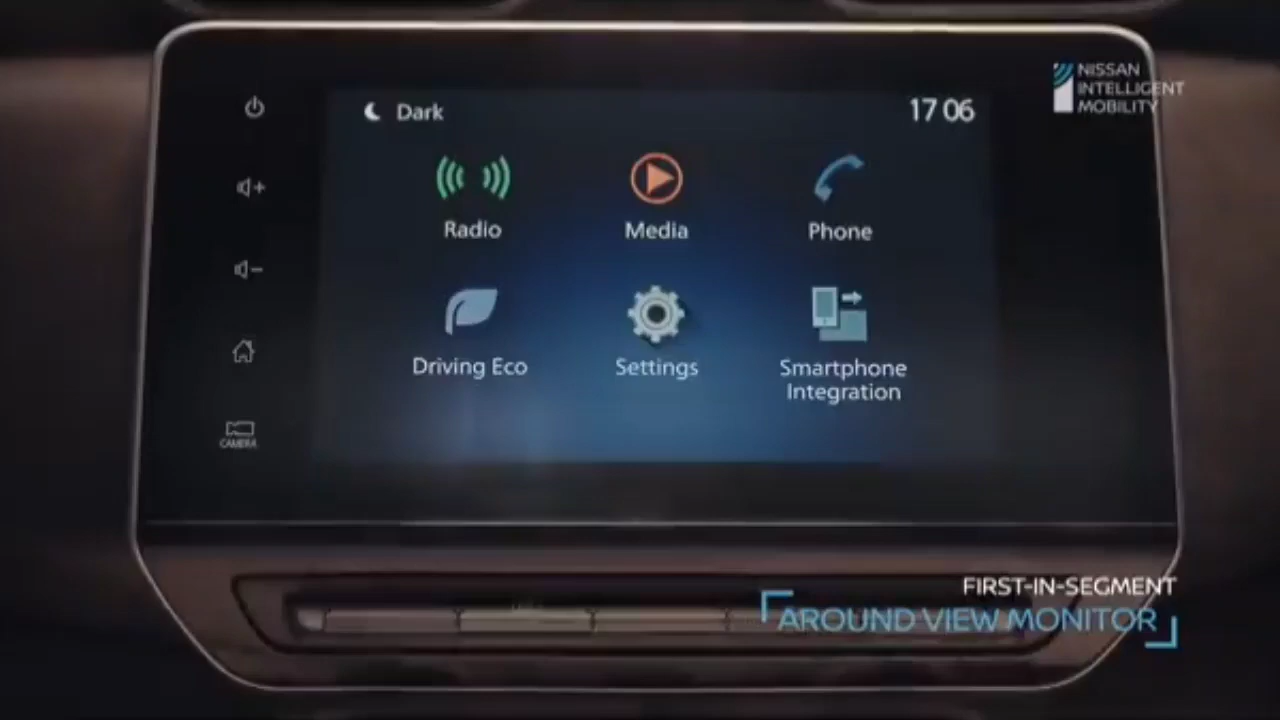 Dark
17 06
NISSAN
INTELLIGENT
MOBILITY
Radio
Media
Phone
Driving Eco
Settings
Smartphone
Integration
CAMERA
FIRST-IN-SEGMENT
AROUND VIEW MONITOR